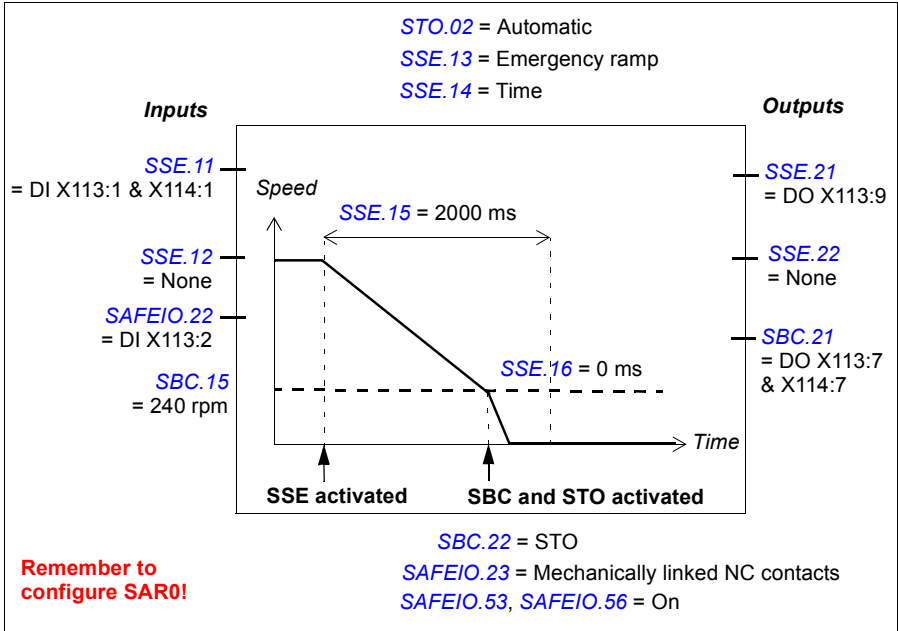 STO.02 = Automatic
SSE.13 = Emergency ramp
SSE.14 = Time
Inputs
Outputs
SSE.11
= DI X113:1 & X114:1
SSE.21
= DO X113:9
Speed
SSE.15 = 2000 ms
SSE.12
= None
SSE.22
= None
SAFEIO.22
= DI X113:2
SBC.21
= DO X113:7
& X114:7
SSE.16 = 0 ms
SBC.15
= 240 rpm
Time
SSE activated
SBC and STO activated
SBC.22 = STO
SAFEIO.23 = Mechanically linked NC contacts
SAFEIO.53, SAFEIO.56 = On
Remember to
configure SAR0!